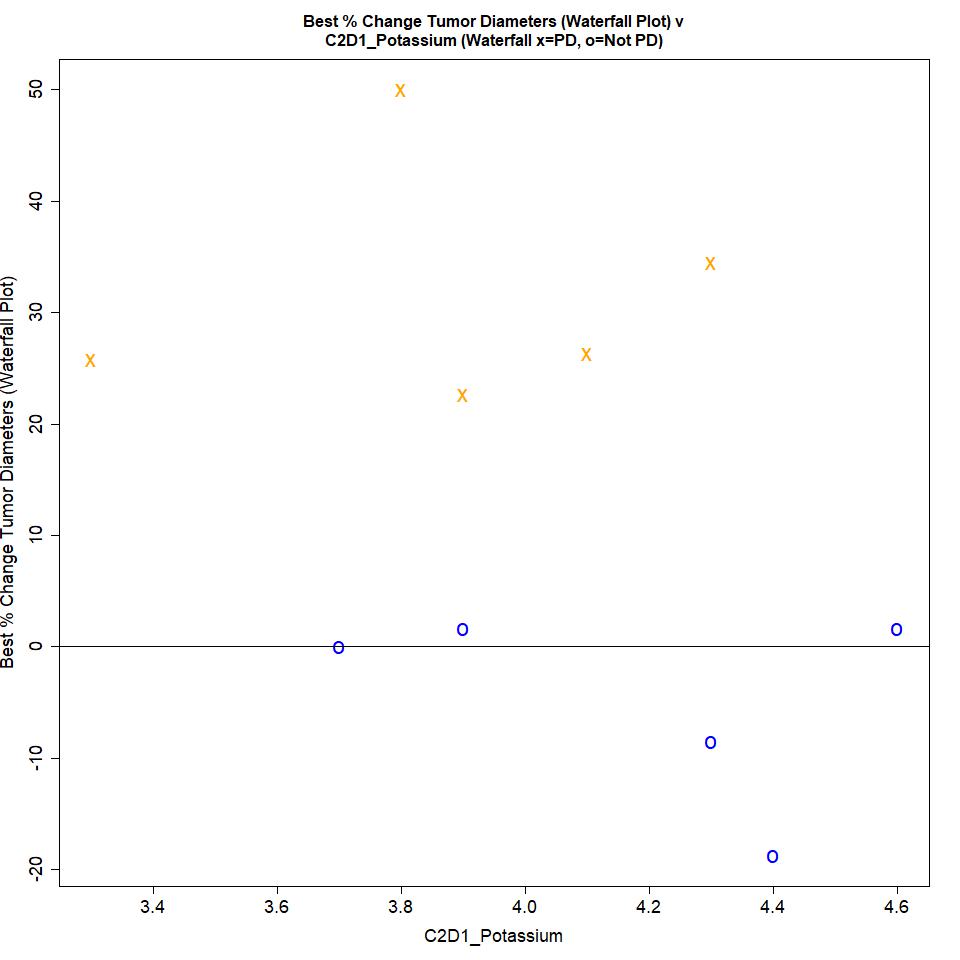 Best % Change Tumor Diameters (Waterfall Plot) v
C2D1_Potassium (Waterfall x=PD, o=Not PD)
Best % Change Tumor Diameters (Waterfall Plot)
50
40
30
20
10
0
-10
-20
X
X
X
X
X
O
O
O
O
O
3.4
3.6
3.8
4.0
4.2
4.4
4.6
C2D1_Potassium